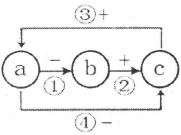 ③+
a − b + c
① ②
④−